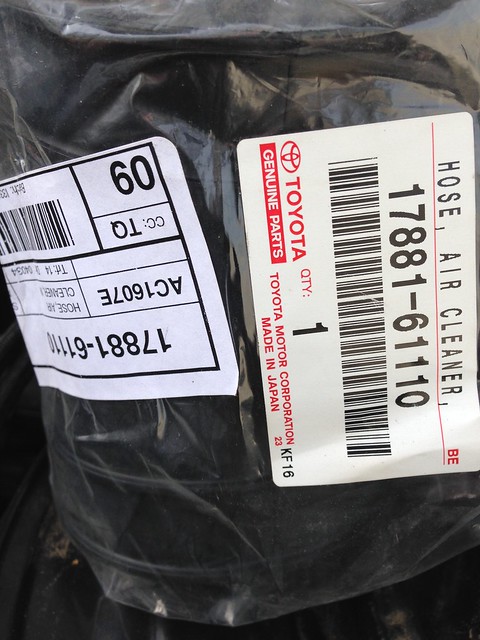 HOSE, AIR CLEANER,
BE
17881-61110
TOYOTA
GENUINE PARTS
QTY:
1
TOYOTA MOTOR CORPORATION
MADE IN JAPAN
23 KF16
17881-61110
HOSE, AIR
CLEANER
AC1607E
CC: TQ
09